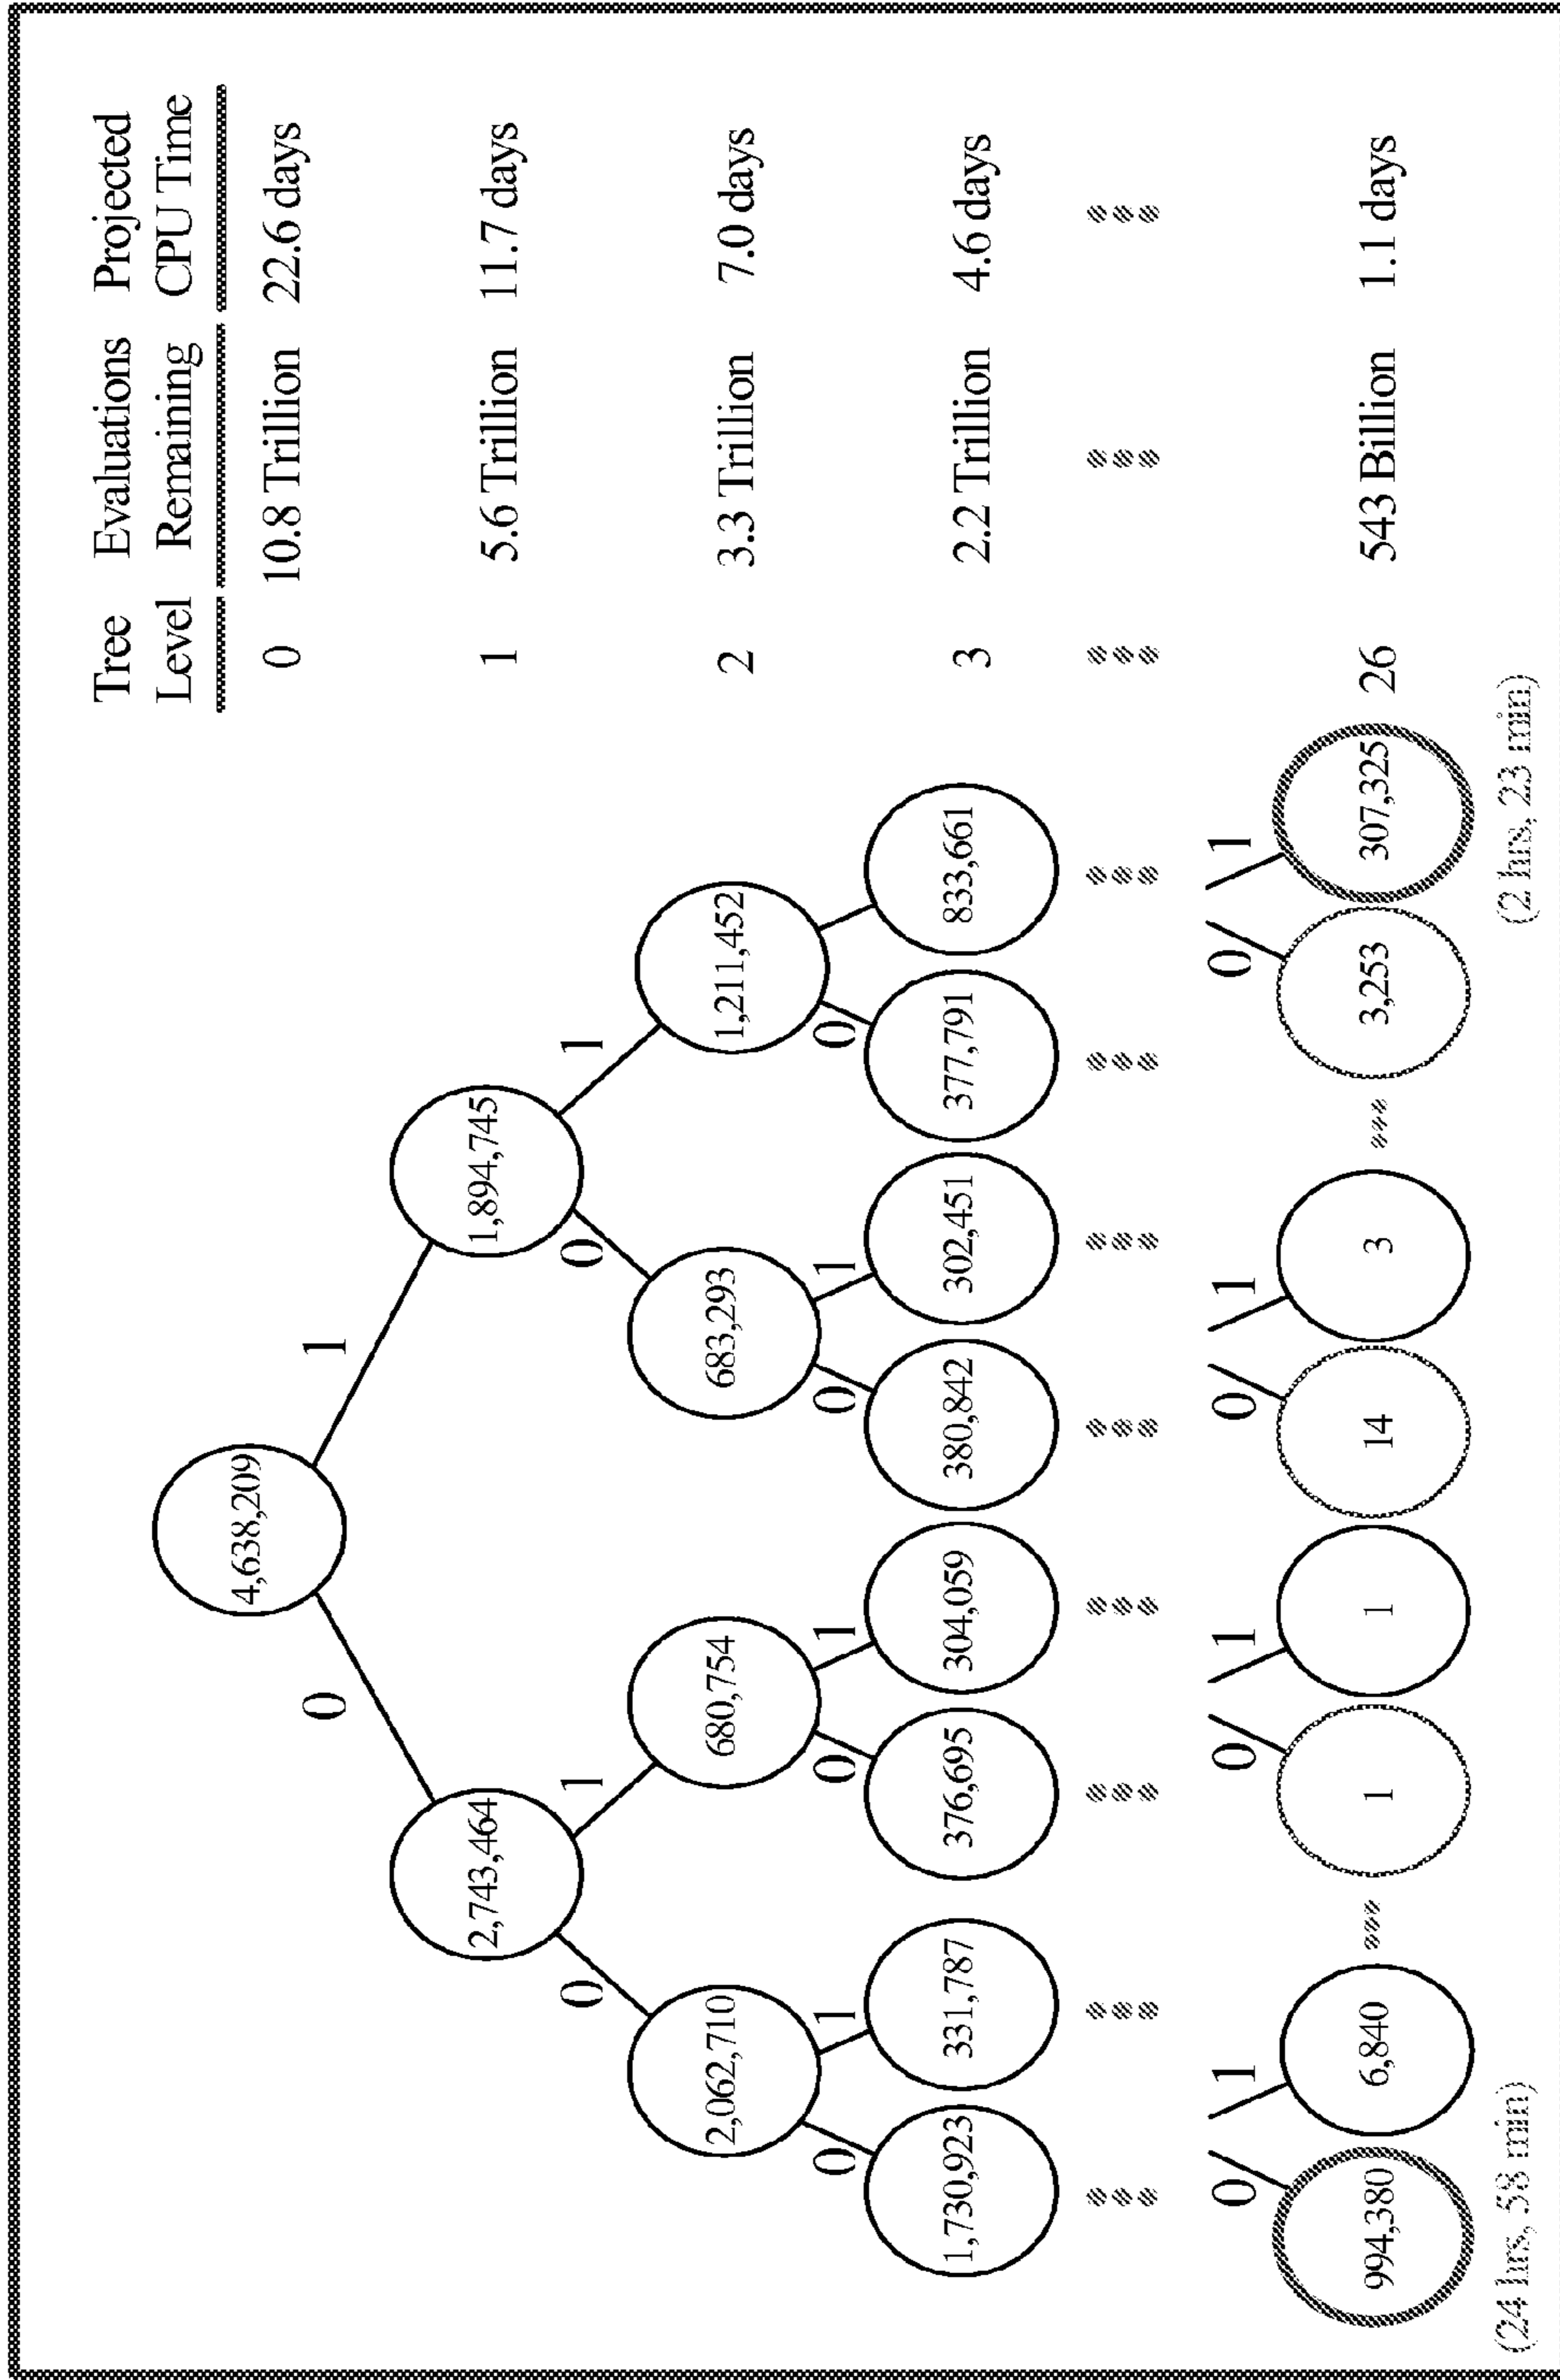 Tree Evaluations Projected
Level Remaining CPU Time
4,638,209 0 10.8 Trillion 22.6 days
0 1
2,743,464 1,894,745 1 5.6 Trillion 11.7 days
0 1 0 1
2,062,710 680,754 683,293 1,211,452 2 3.3 Trillion 7.0 days
0 1 0 1 0 1 0
1,730,923 331,787 376,695 304,059 380,842 302,451 377,791 833,661 3 2.2 Trillion 4.6 days
0 1 0 1 0 1 0 1
994,380 6,840 1 1 14 3 3,253 307,325 26 543 Billion 1.1 days
(24 hrs, 58 min) (2 hrs, 23 min)